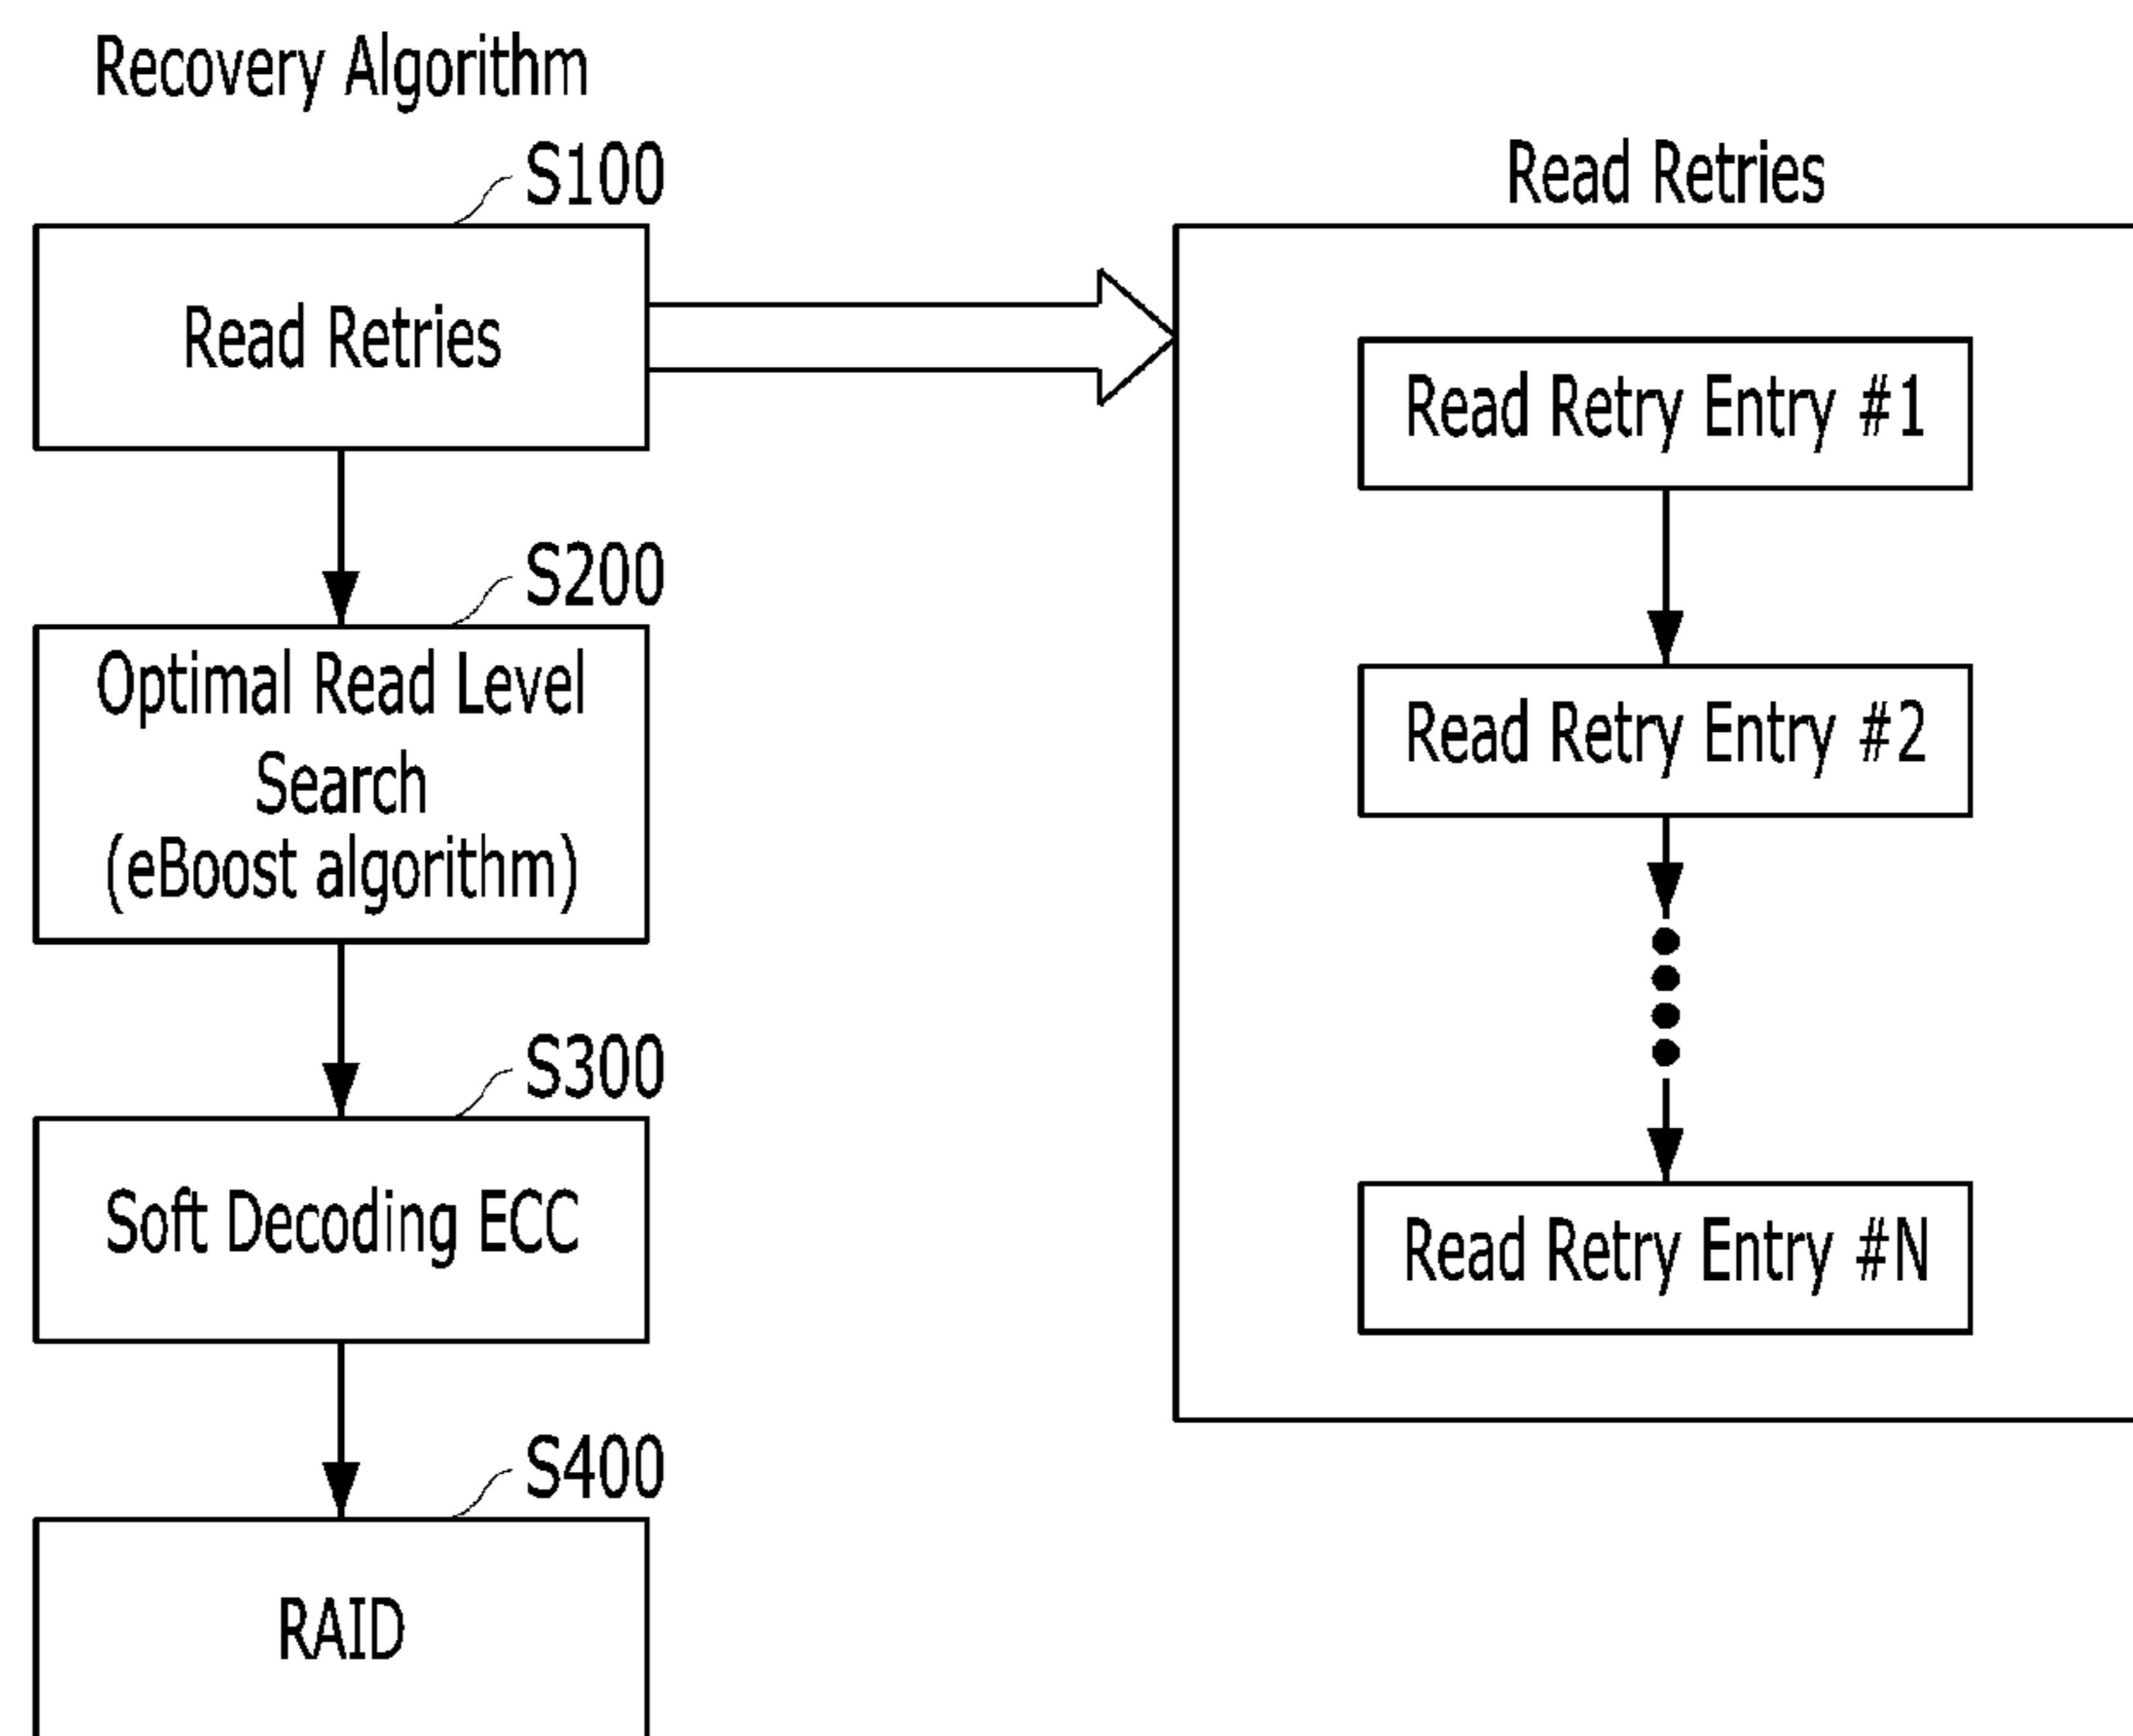 Recovery Algorithm
S100
Read Retries
S200
Optimal Read Level
Search
(eBoost algorithm)
S300
Soft Decoding ECC
S400
RAID
Read Retries
Read Retry Entry #1
Read Retry Entry #2
Read Retry Entry #N